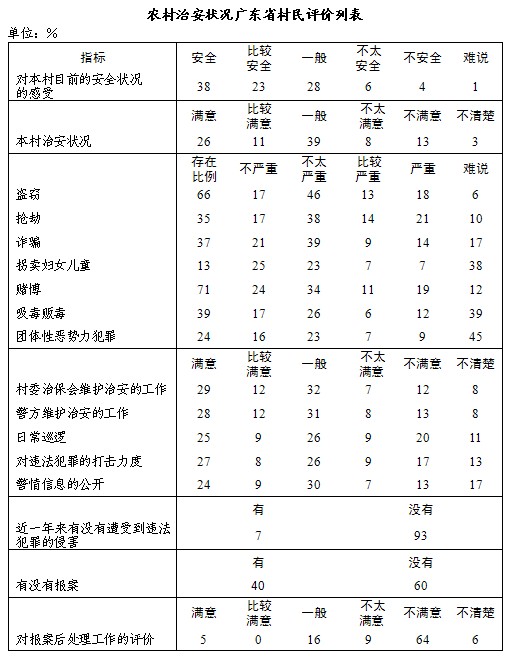 农村治安状况广东省村民评价列表
单位：%
指标 安全 比较安全 一般 不太安全 不安全 难说
对本村目前的安全状况
的感受 38 23 28 6 4 1
满意 比较满意 一般 不太满意 不满意 不清楚
本村治安状况 26 11 39 8 13 3
存在比例 不严重 不太严重 比较严重 严重 难说
盗窃 66 17 46 13 18 6
抢劫 35 17 38 14 21 10
诈骗 37 21 39 9 14 17
拐卖妇女儿童 13 25 23 7 7 38
赌博 71 24 34 11 19 12
吸毒贩毒 39 17 26 6 12 39
团体性恶势力犯罪 24 16 23 7 9 45
满意 比较满意 一般 不太满意 不满意 不清楚
村委治保会维护治安的工作 29 12 32 7 12 8
警方维护治安的工作 28 12 31 8 13 8
日常巡逻 25 9 26 9 20 11
对违法犯罪的打击力度 27 8 26 9 17 13
警情信息的公开 24 9 30 7 13 17
有 没有
近一年来有没有遭受到违法
犯罪的侵害 7 93
有 没有
有没有报案 40 60
满意 比较满意 一般 不太满意 不满意 不清楚
对报案后处理工作的评价 5 0 16 9 64 6